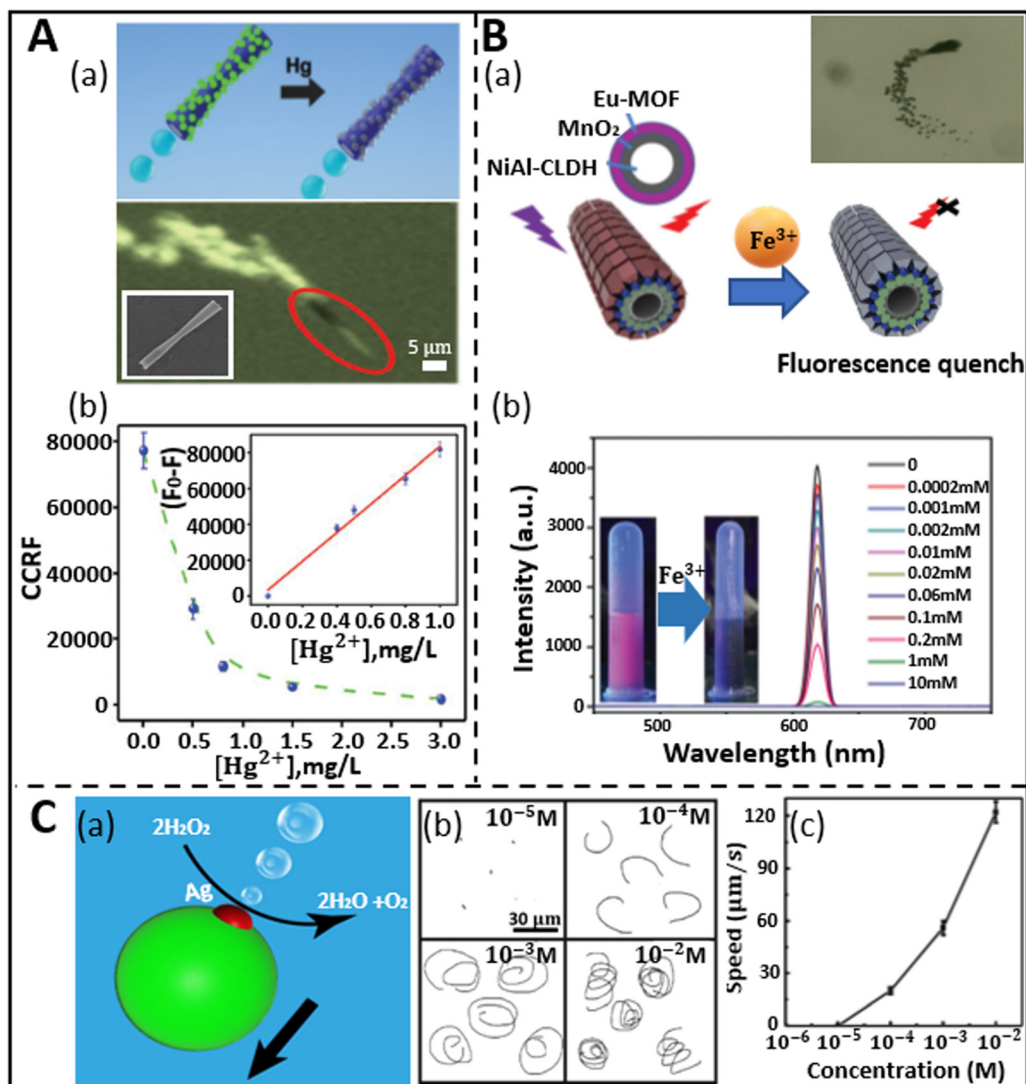 A
(a)
Hg
5 μm
(b)
80000
60000
40000
20000
0
CCRF
0.0 0.5 1.0 1.5 2.0 2.5 3.0
[Hg²⁺],mg/L
(F₀-F)
80000
60000
40000
20000
0
0.0 0.2 0.4 0.6 0.8 1.0
[Hg²⁺],mg/L
B
(a)
Eu-MOF
MnO₂
NiAl-CLDH
Fe³⁺
Fluorescence quench
(b)
4000
3000
2000
1000
0
Intensity (a.u.)
Fe³⁺
0
0.0002mM
0.001mM
0.002mM
0.01mM
0.02mM
0.06mM
0.1mM
0.2mM
1mM
10mM
500 600 700
Wavelength (nm)
C
(a)
2H₂O₂
Ag
2H₂O +O₂
(b)
10⁻⁵M
10⁻⁴M
30 μm
10⁻³M
10⁻²M
(c)
120
90
60
30
0
Speed (μm/s)
10⁻⁶ 10⁻⁵ 10⁻⁴ 10⁻³ 10⁻²
Concentration (M)